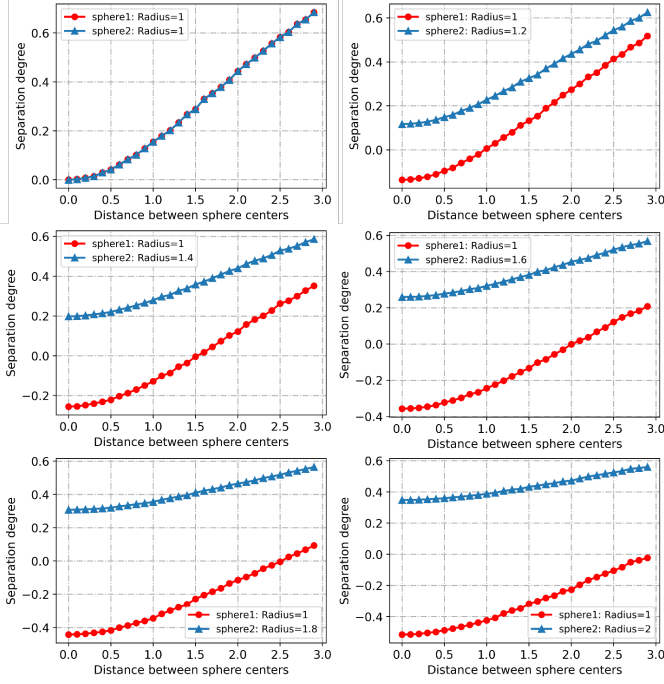 sphere1: Radius=1
sphere2: Radius=1
Separation degree
0.6
0.4
0.2
0.0
0.0 0.5 1.0 1.5 2.0 2.5 3.0
Distance between sphere centers
sphere1: Radius=1
sphere2: Radius=1.2
Separation degree
0.6
0.4
0.2
0.0
0.0 0.5 1.0 1.5 2.0 2.5 3.0
Distance between sphere centers
sphere1: Radius=1
sphere2: Radius=1.4
Separation degree
0.6
0.4
0.2
0.0
−0.2
0.0 0.5 1.0 1.5 2.0 2.5 3.0
Distance between sphere centers
sphere1: Radius=1
sphere2: Radius=1.6
Separation degree
0.6
0.4
0.2
0.0
−0.2
−0.4
0.0 0.5 1.0 1.5 2.0 2.5 3.0
Distance between sphere centers
Separation degree
0.6
0.4
0.2
0.0
−0.2
−0.4
sphere1: Radius=1
sphere2: Radius=1.8
0.0 0.5 1.0 1.5 2.0 2.5 3.0
Distance between sphere centers
Separation degree
0.6
0.4
0.2
0.0
−0.2
−0.4
sphere1: Radius=1
sphere2: Radius=2
0.0 0.5 1.0 1.5 2.0 2.5 3.0
Distance between sphere centers